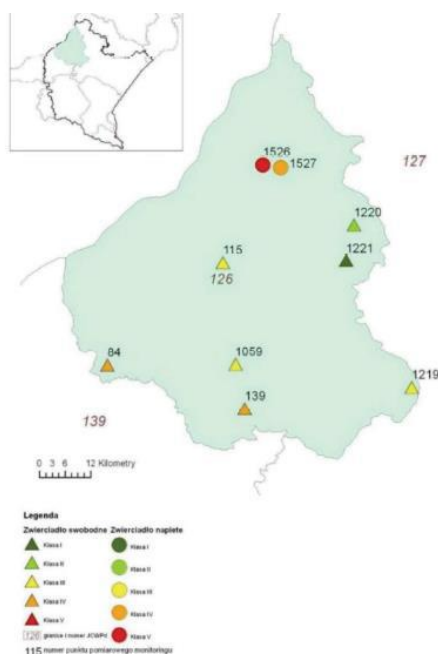 1526
1527
127
1220
115
1221
126
84
1059
1219
139
139
0 3 6 12 Kilometry
Legenda
Zwierciadło swobodne Zwierciadło napięte
Klasa I Klasa I
Klasa II Klasa II
Klasa III Klasa III
Klasa IV Klasa IV
Klasa V Klasa V
126 granice i numer JCWPd
115 numer punktu pomiarowego monitoringu